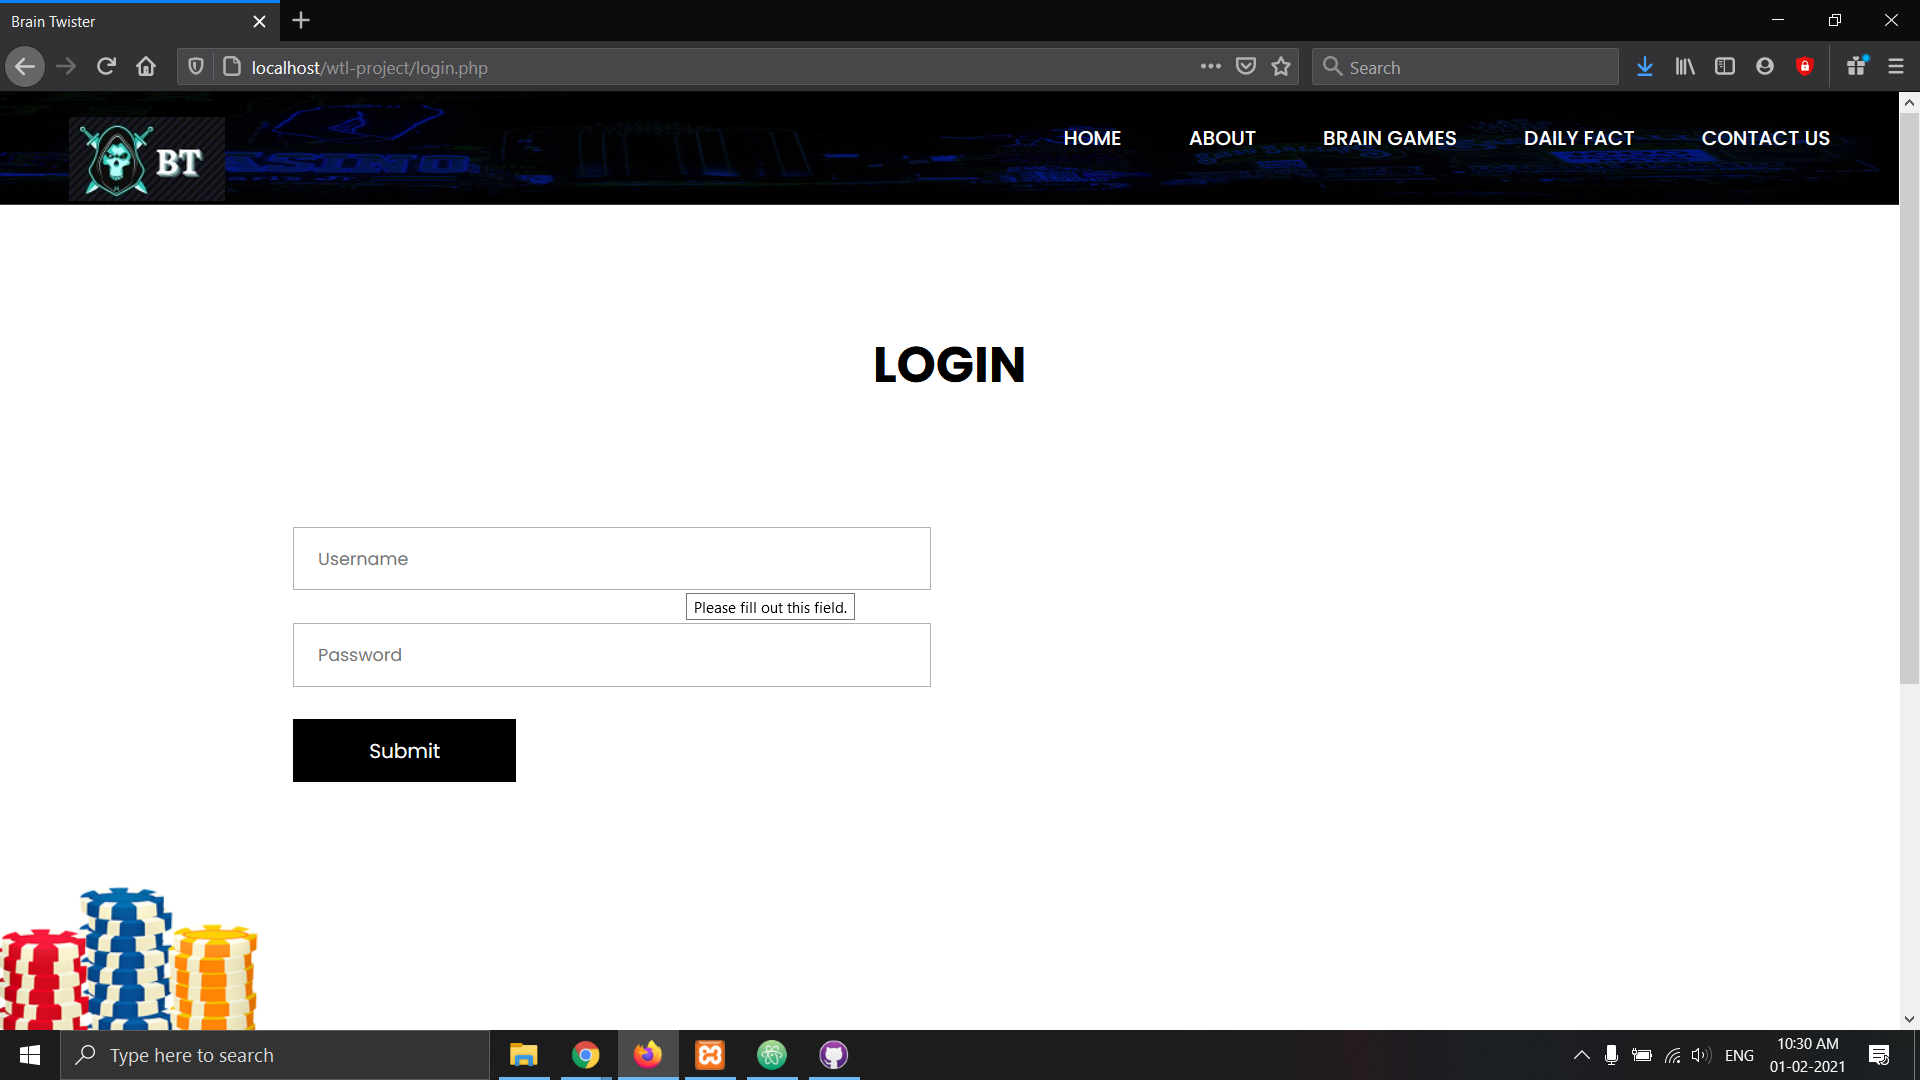 Brain Twister
localhost/wtl-project/login.php
Search
BT
ASINO
HOME
ABOUT
BRAIN GAMES
DAILY FACT
CONTACT US
LOGIN
Username
Please fill out this field.
Password
Submit
Type here to search
ENG
10:30 AM
01-02-2021